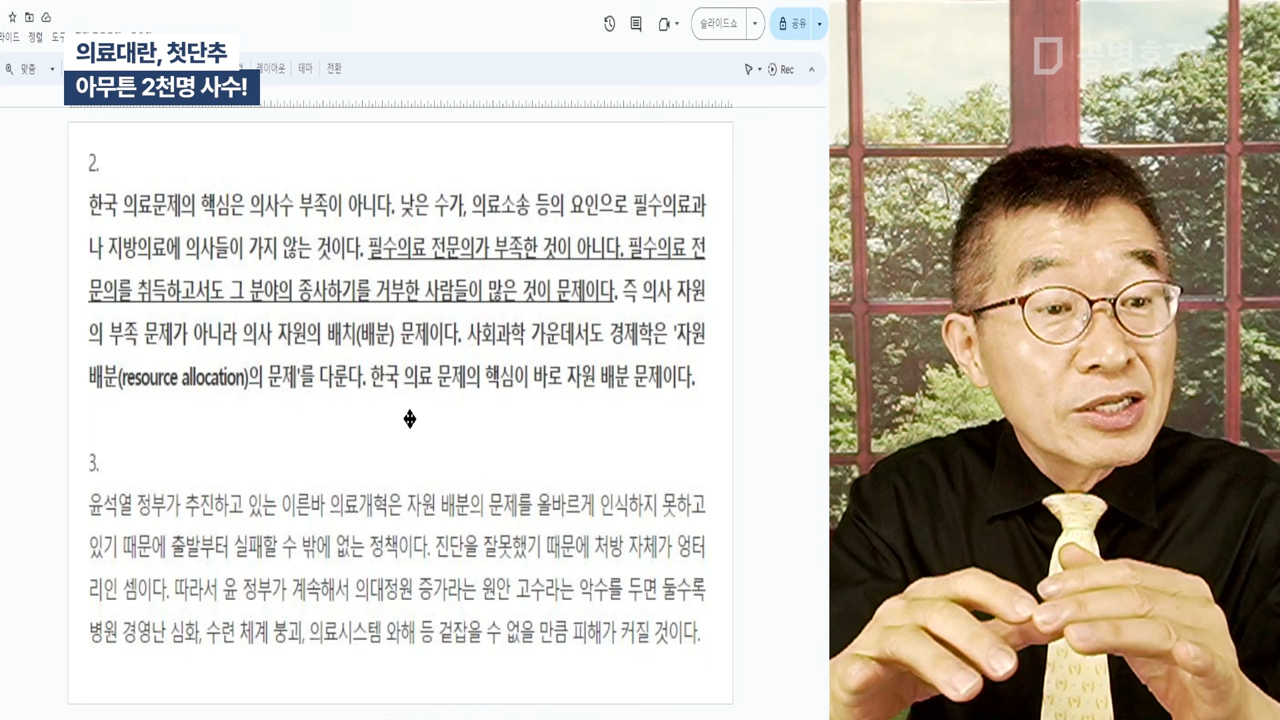 슬라이드쇼
공유
라이드 정렬 도구
의료대란, 첫단추
아무튼 2천명 사수!
맞춤
레이아웃
테마
전환
Rec
2.
한국 의료문제의 핵심은 의사수 부족이 아니다. 낮은 수가, 의료소송 등의 요인으로 필수의료과
나 지방의료에 의사들이 가지 않는 것이다. 필수의료 전문의가 부족한 것이 아니다. 필수의료 전
문의를 취득하고서도 그 분야의 종사하기를 거부한 사람들이 많은 것이 문제이다. 즉 의사 자원
의 부족 문제가 아니라 의사 자원의 배치(배분) 문제이다. 사회과학 가운데서도 경제학은 '자원
배분(resource allocation)의 문제'를 다룬다. 한국 의료 문제의 핵심이 바로 자원 배분 문제이다.
3.
윤석열 정부가 추진하고 있는 이른바 의료개혁은 자원 배분의 문제를 올바르게 인식하지 못하고
있기 때문에 출발부터 실패할 수 밖에 없는 정책이다. 진단을 잘못했기 때문에 처방 자체가 엉터
리인 셈이다. 따라서 윤 정부가 계속해서 의대정원 증가라는 원안 고수라는 악수를 두면 둘수록
병원 경영난 심화, 수련 체계 붕괴, 의료시스템 와해 등 겉잡을 수 없을 만큼 피해가 커질 것이다.